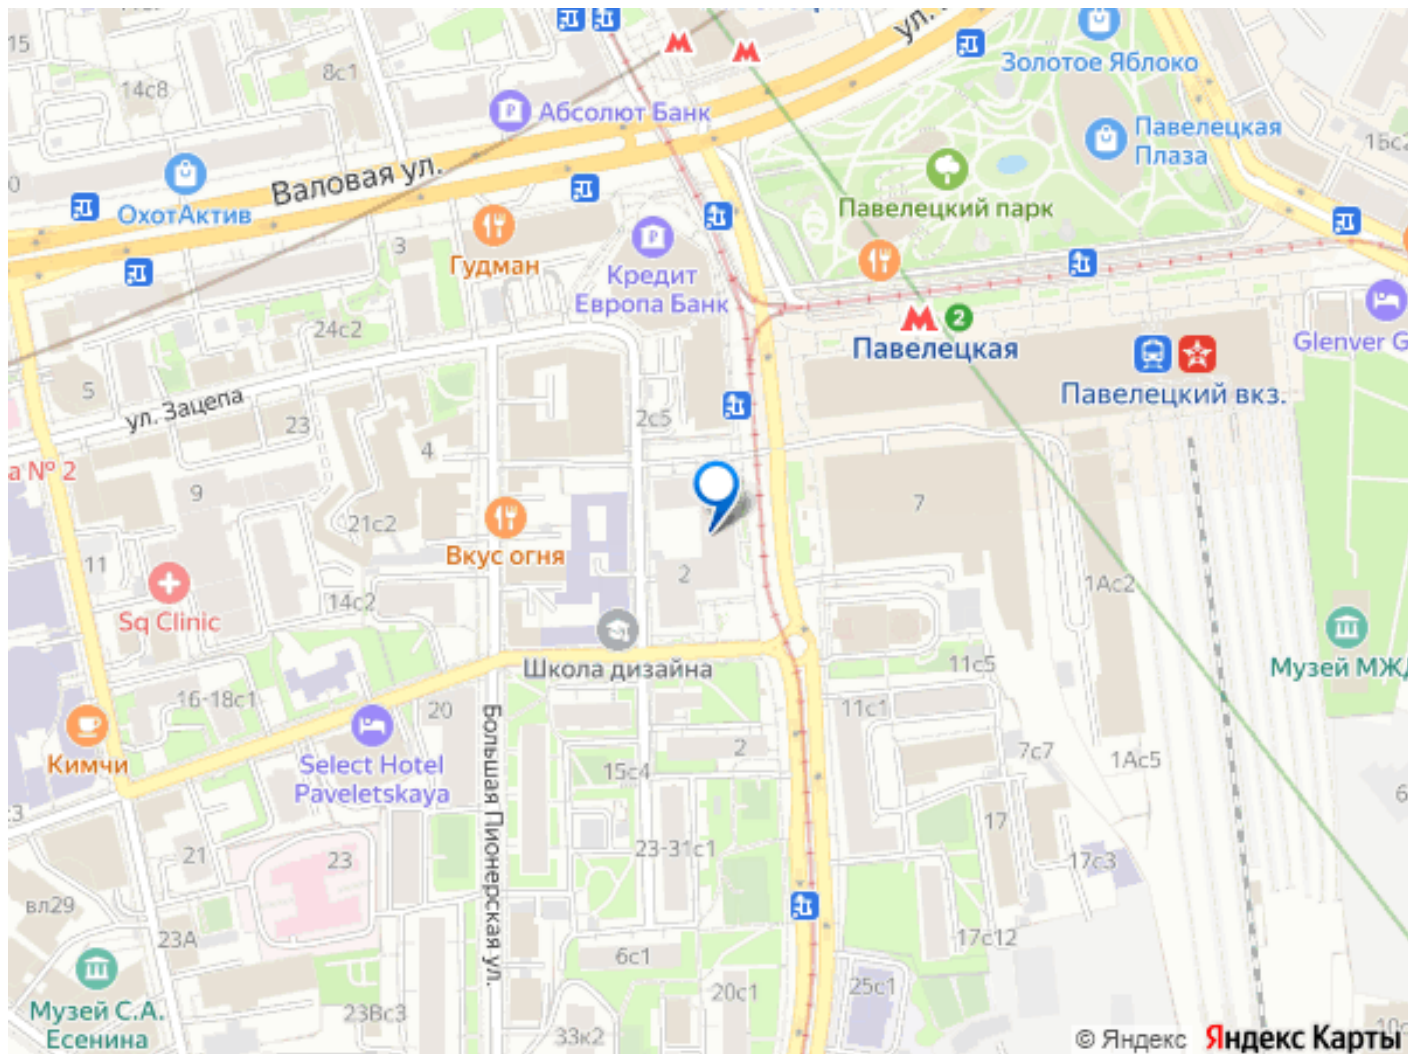 15
14с8
8с1
Абсолют Банк
ул.
Золотое Яблоко
Павелецкая
Плаза
Валовая ул.
ОхотАктив
Павелецкий парк
3
Гудман
Кредит
Европа Банк
24с2
2
Павелецкая
Glenver G
Павелецкий вкз.
5
ул. Зацепа
23
2с5
4
а № 2
9
21с2
7
Вкус огня
11
2
1Ас2
14с2
Sq Clinic
Школа дизайна
11с5
Музей МЖД
16-18с1
20
11с1
Кимчи
Select Hotel
Paveletskaya
Большая Пионерская ул.
2
7с7
1Ас5
15с4
6
17
21
23
23-31с1
17с3
вл29
23А
17с12
6с1
Музей С.А.
Есенина
23Вс3
20с1
25с1
33к2
© Яндекс Яндекс Карты